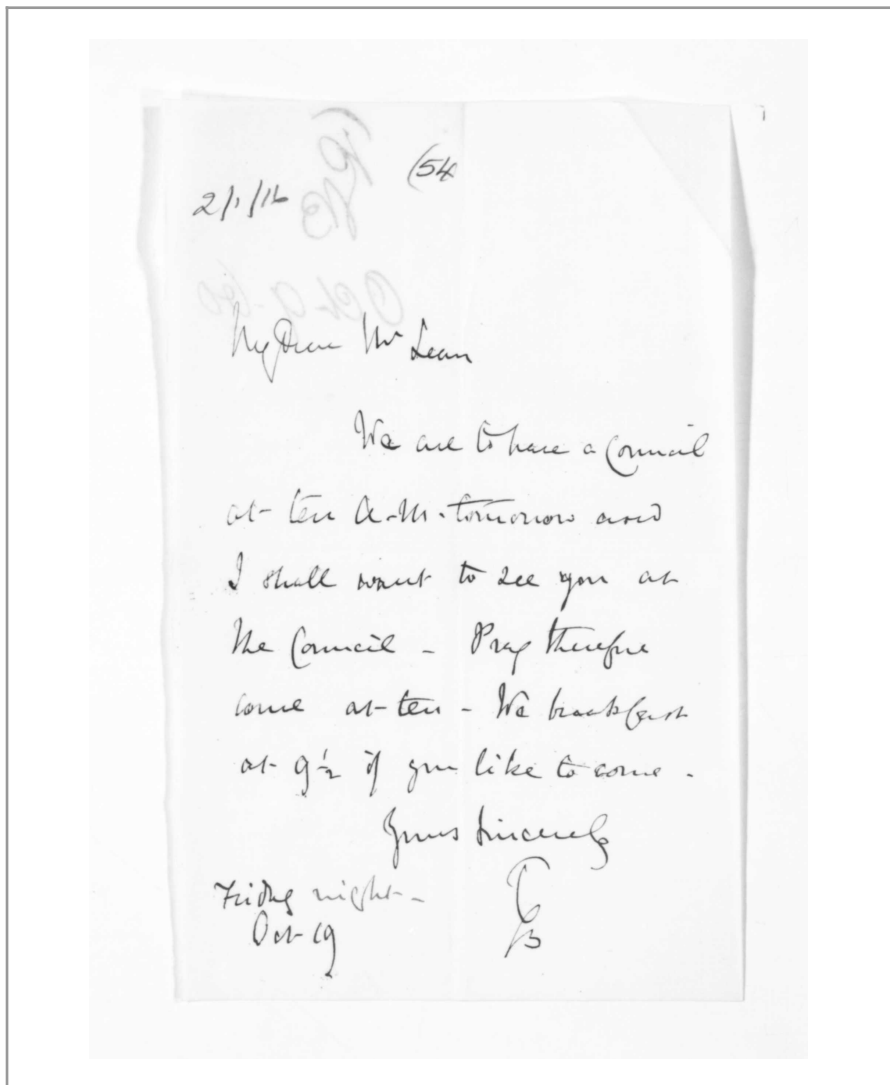 2/1/16
(54
My Dear McLean
We are to have a Council
at ten A.M. tomorrow and
I shall want to see you at
the Council - Pray therefore
come at ten - We breakfast
at 9½ if you like to come.
Yours Sincerely
Friday night -
Oct 19